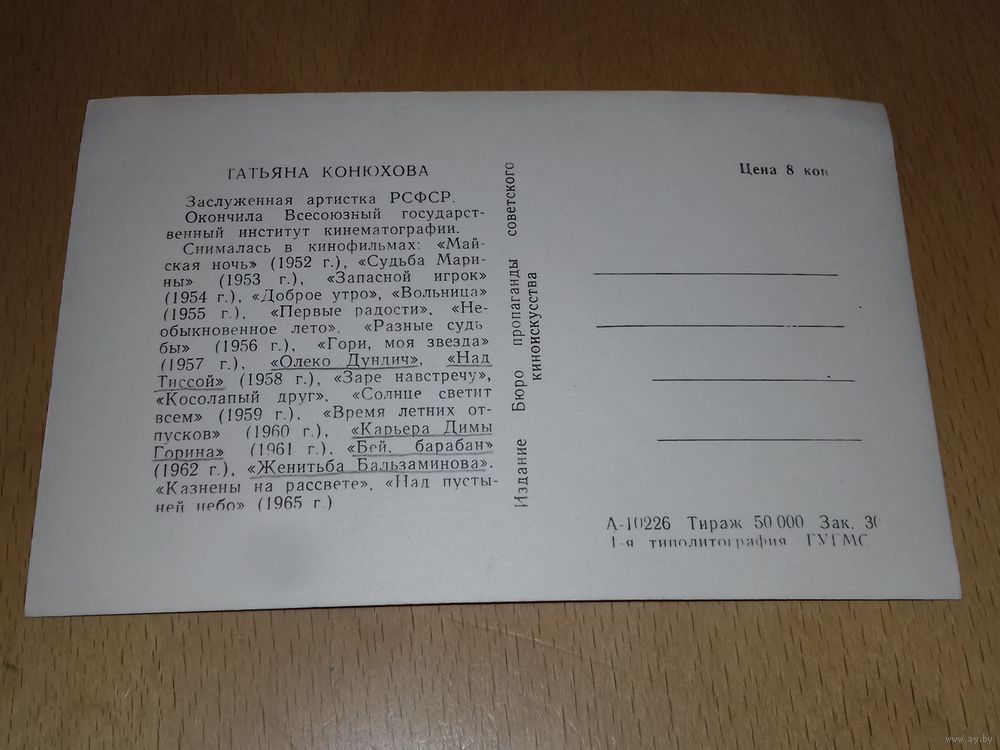 ТАТЬЯНА КОНЮХОВА
Заслуженная артистка РСФСР.
Окончила Всесоюзный государст-
венный институт кинематографии.
Снималась в кинофильмах: «Май-
ская ночь» (1952 г.), «Судьба Мари-
ны» (1953 г.), «Запасной игрок»
(1954 г.), «Доброе утро», «Вольница»
(1955 г.), «Первые радости», «Не-
обыкновенное лето», «Разные судь
бы» (1956 г.), «Гори, моя звезда»
(1957 г.), «Олеко Дундич», «Над
Тиссой» (1958 г.), «Заре навстречу»,
«Косолапый друг», «Солнце светит
всем» (1959 г.), «Время летних от-
пусков» (1960 г.), «Карьера Димы
Горина» (1961 г.), «Бей, барабан»
(1962 г.), «Женитьба Бальзаминова».
«Казнены на рассвете», «Над пусты-
ней небо» (1965 г.)
Издание Бюро пропаганды советского
киноискусства
Цена 8 коп
А-10226 Тираж 50 000 Зак. 30
1-я типолитография ГУГМС
www.ay.by